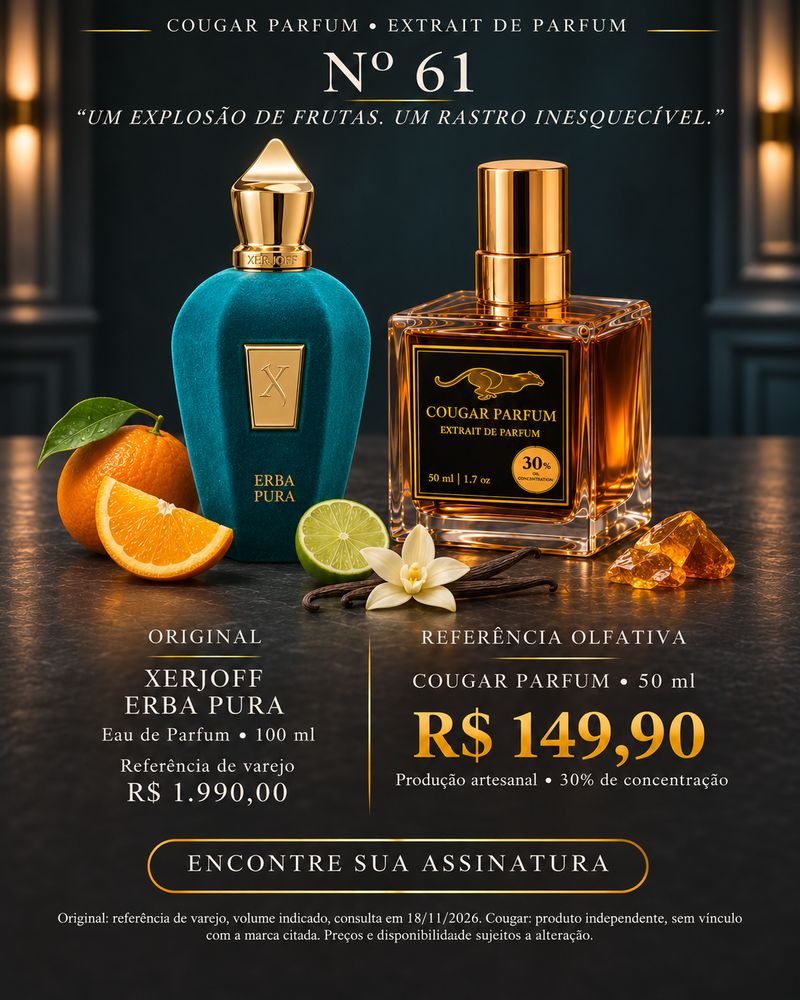 COUGAR PARFUM • EXTRAIT DE PARFUM
Nº 61
“UM EXPLOSÃO DE FRUTAS. UM RASTRO INESQUECÍVEL.”
XERJOFF
X
ERBA
PURA
COUGAR PARFUM
EXTRAIT DE PARFUM
50 ml | 1.7 oz
30%
OIL
CONCENTRATION
ORIGINAL
XERJOFF
ERBA PURA
Eau de Parfum • 100 ml
Referência de varejo
R$ 1.990,00
REFERÊNCIA OLFATIVA
COUGAR PARFUM • 50 ml
R$ 149,90
Produção artesanal • 30% de concentração
ENCONTRE SUA ASSINATURA
Original: referência de varejo, volume indicado, consulta em 18/11/2026. Cougar: produto independente, sem vínculo
com a marca citada. Preços e disponibilidade sujeitos a alteração.